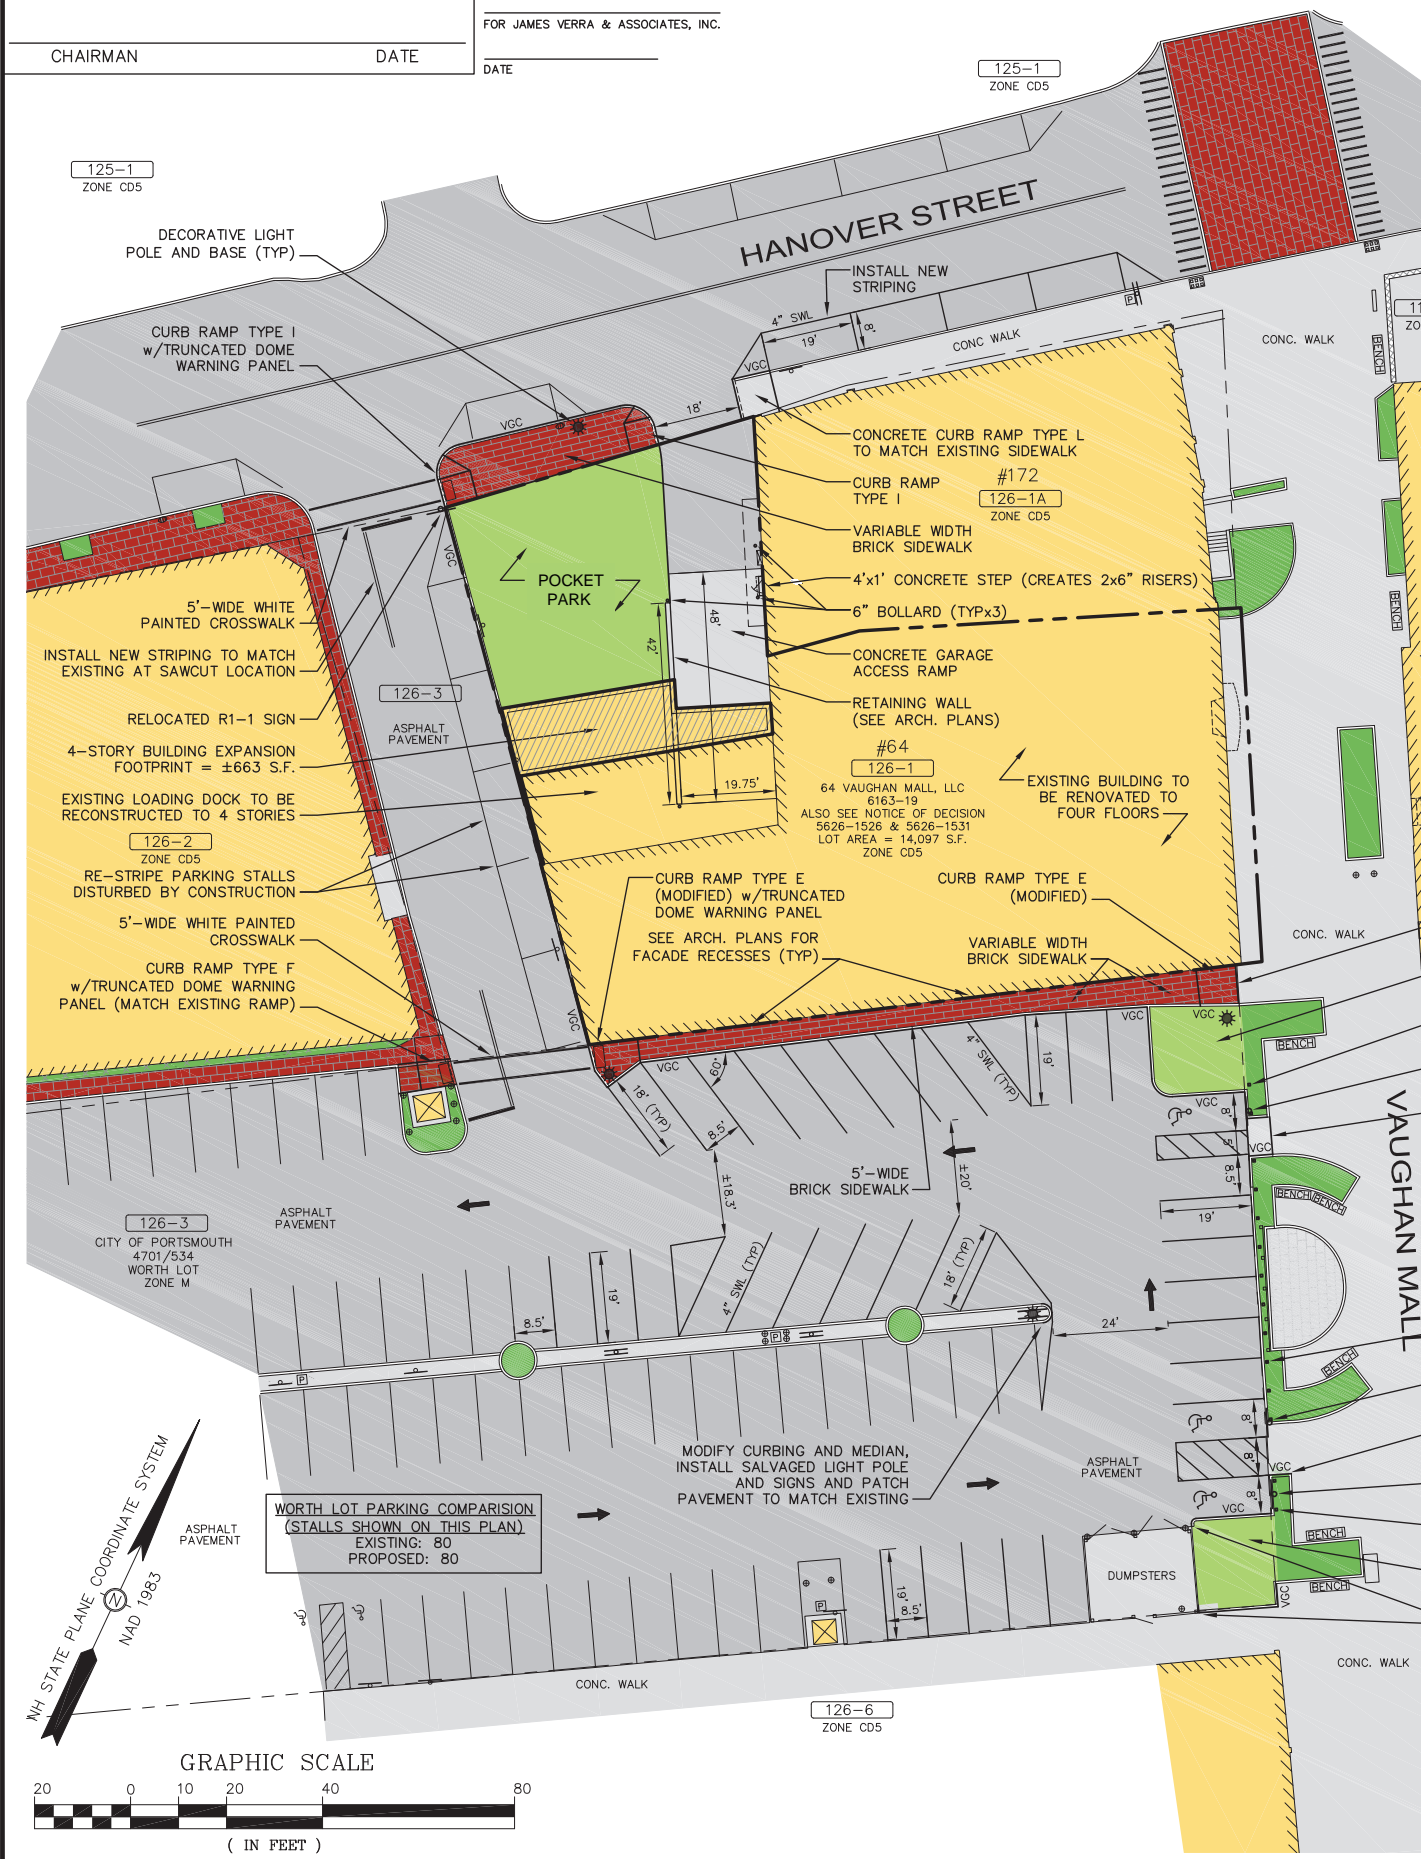 FOR JAMES VERRA & ASSOCIATES, INC.
CHAIRMAN DATE
DATE
125-1
ZONE CD5
125-1
ZONE CD5
HANOVER STREET
DECORATIVE LIGHT
POLE AND BASE (TYP)
INSTALL NEW
STRIPING
4" SWL
19'
8'
CONC WALK
VGC
CONC. WALK
BENCH
CURB RAMP TYPE I
w/TRUNCATED DOME
WARNING PANEL
VGC
18'
CONCRETE CURB RAMP TYPE L
TO MATCH EXISTING SIDEWALK
#172
126-1A
ZONE CD5
CURB RAMP
TYPE I
VARIABLE WIDTH
BRICK SIDEWALK
4'x1' CONCRETE STEP (CREATES 2x6" RISERS)
6" BOLLARD (TYPx3)
CONCRETE GARAGE
ACCESS RAMP
RETAINING WALL
(SEE ARCH. PLANS)
BENCH
VGC
POCKET
PARK
48'
42'
19.75'
5'-WIDE WHITE
PAINTED CROSSWALK
INSTALL NEW STRIPING TO MATCH
EXISTING AT SAWCUT LOCATION
RELOCATED R1-1 SIGN
4-STORY BUILDING EXPANSION
FOOTPRINT = ±663 S.F.
EXISTING LOADING DOCK TO BE
RECONSTRUCTED TO 4 STORIES
126-2
ZONE CD5
RE-STRIPE PARKING STALLS
DISTURBED BY CONSTRUCTION
5'-WIDE WHITE PAINTED
CROSSWALK
CURB RAMP TYPE F
w/TRUNCATED DOME WARNING
PANEL (MATCH EXISTING RAMP)
126-3
ASPHALT
PAVEMENT
#64
126-1
64 VAUGHAN MALL, LLC
6163-19
ALSO SEE NOTICE OF DECISION
5626-1526 & 5626-1531
LOT AREA = 14,097 S.F.
ZONE CD5
EXISTING BUILDING TO
BE RENOVATED TO
FOUR FLOORS
CURB RAMP TYPE E
(MODIFIED) w/TRUNCATED
DOME WARNING PANEL
SEE ARCH. PLANS FOR
FACADE RECESSES (TYP)
CURB RAMP TYPE E
(MODIFIED)
VARIABLE WIDTH
BRICK SIDEWALK
CONC. WALK
VGC
VGC
VGC
VGC
BENCH
60°
4" SWL (TYP)
19'
18' (TYP)
8.5'
±18.3'
±20'
5'-WIDE
BRICK SIDEWALK
VGC
8'
5'
VGC
8.5'
19'
BENCH
BENCH
VAUGHAN MALL
126-3
CITY OF PORTSMOUTH
4701/534
WORTH LOT
ZONE M
ASPHALT
PAVEMENT
19'
8.5'
4" SWL (TYP)
18' (TYP)
P
P
24'
BENCH
8'
8'
8'
VGC
VGC
MODIFY CURBING AND MEDIAN,
INSTALL SALVAGED LIGHT POLE
AND SIGNS AND PATCH
PAVEMENT TO MATCH EXISTING
ASPHALT
PAVEMENT
WORTH LOT PARKING COMPARISION
(STALLS SHOWN ON THIS PLAN)
EXISTING: 80
PROPOSED: 80
ASPHALT
PAVEMENT
NH STATE PLANE COORDINATE SYSTEM
N
NAD 1983
DUMPSTERS
BENCH
BENCH
VGC
P
19'
8.5'
CONC. WALK
CONC. WALK
126-6
ZONE CD5
GRAPHIC SCALE
20 0 10 20 40 80
( IN FEET )